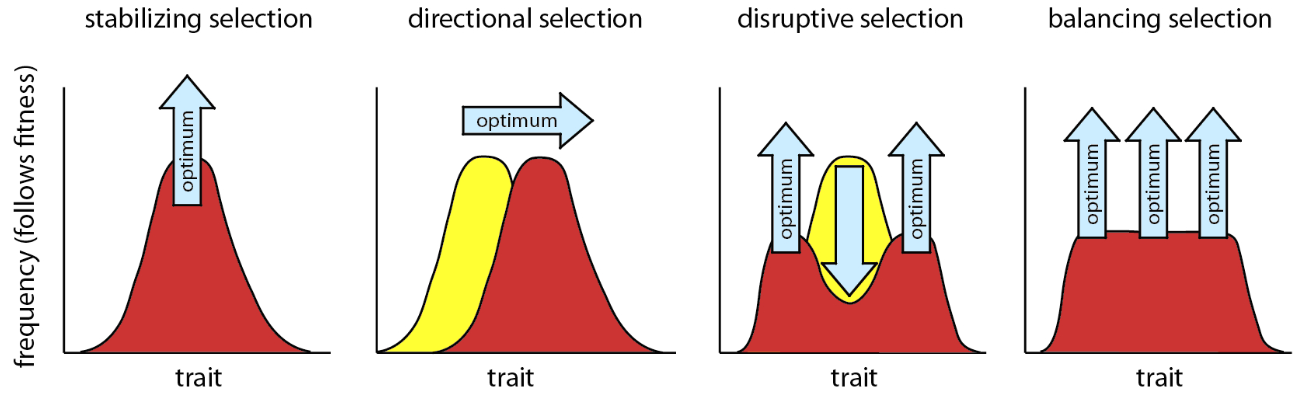 stabilizing selection
directional selection
disruptive selection
balancing selection
frequency (follows fitness)
optimum
optimum
optimum
optimum
optimum
optimum
optimum
trait
trait
trait
trait